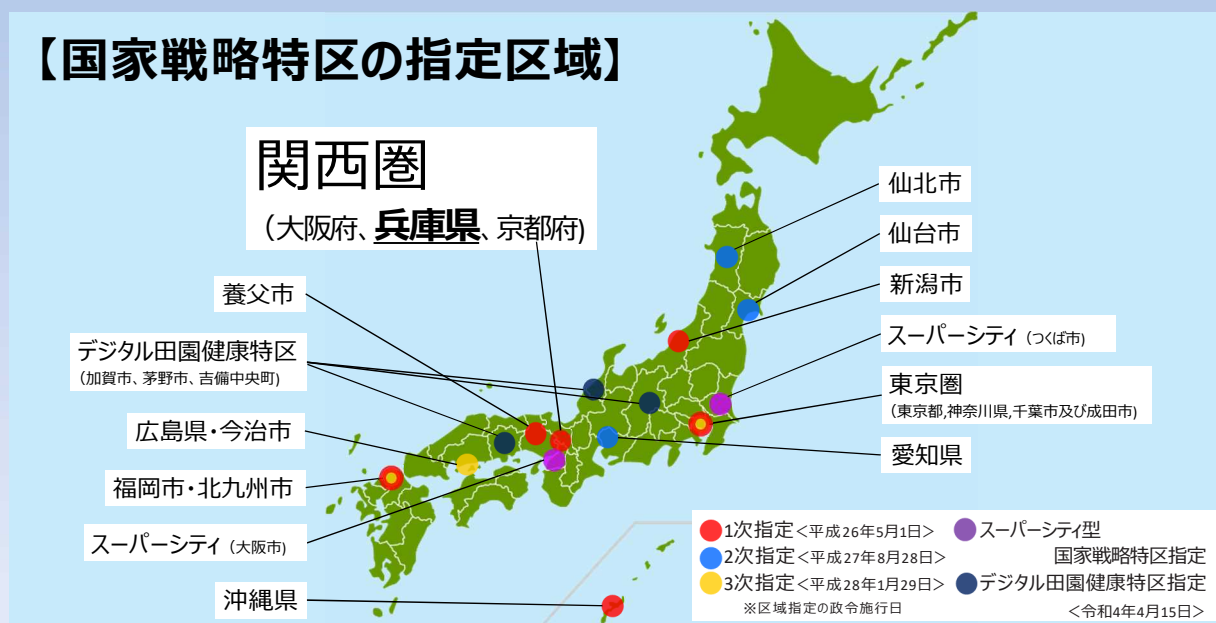 【国家戦略特区の指定区域】
関西圏
（大阪府、兵庫県、京都府)
養父市
デジタル田園健康特区
（加賀市、茅野市、吉備中央町)
広島県・今治市
福岡市・北九州市
スーパーシティ（大阪市）
沖縄県
仙北市
仙台市
新潟市
スーパーシティ（つくば市）
東京圏
（東京都,神奈川県,千葉市及び成田市)
愛知県
1次指定<平成26年5月1日>
2次指定<平成27年8月28日>
3次指定<平成28年1月29日>
※区域指定の政令施行日
スーパーシティ型
国家戦略特区指定
デジタル田園健康特区指定
<令和4年4月15日>